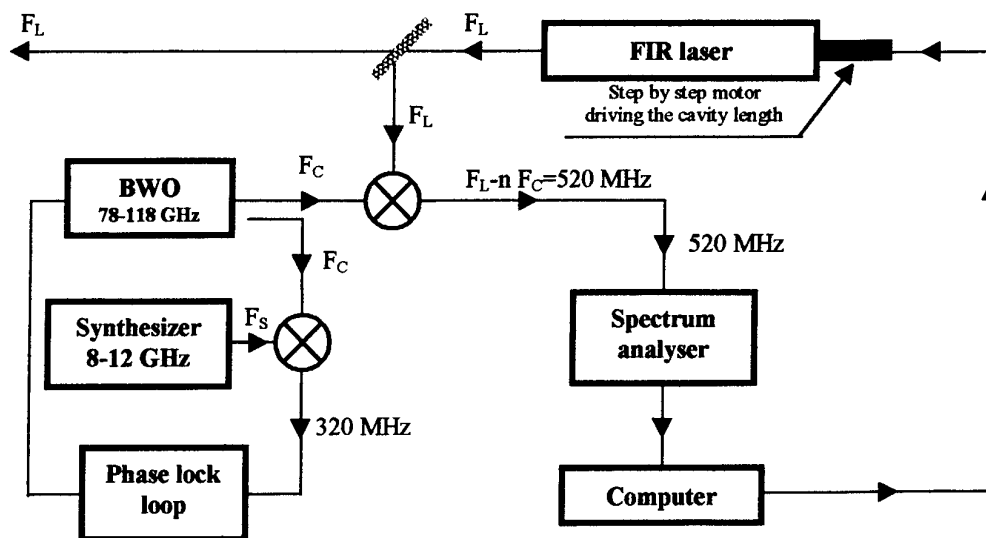 F_L
F_L
FIR laser
Step by step motor
driving the cavity length
F_L
F_C
F_L-n F_C=520 MHz
BWO
78-118 GHz
520 MHz
F_C
Synthesizer
8-12 GHz
F_S
Spectrum
analyser
320 MHz
Phase lock
loop
Computer